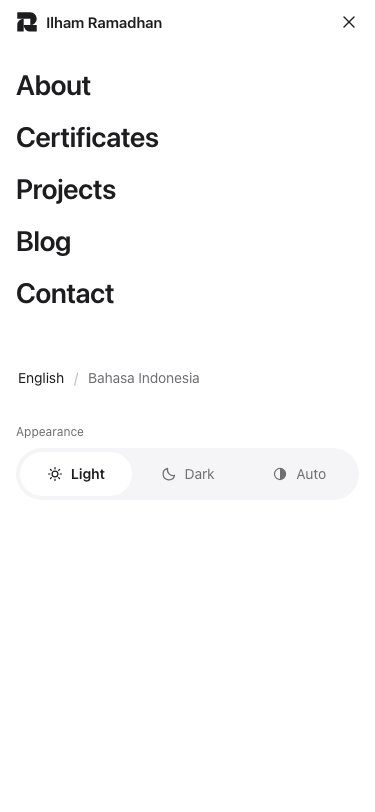 Ilham Ramadhan
About
Certificates
Projects
Blog
Contact
English / Bahasa Indonesia
Appearance
Light Dark Auto